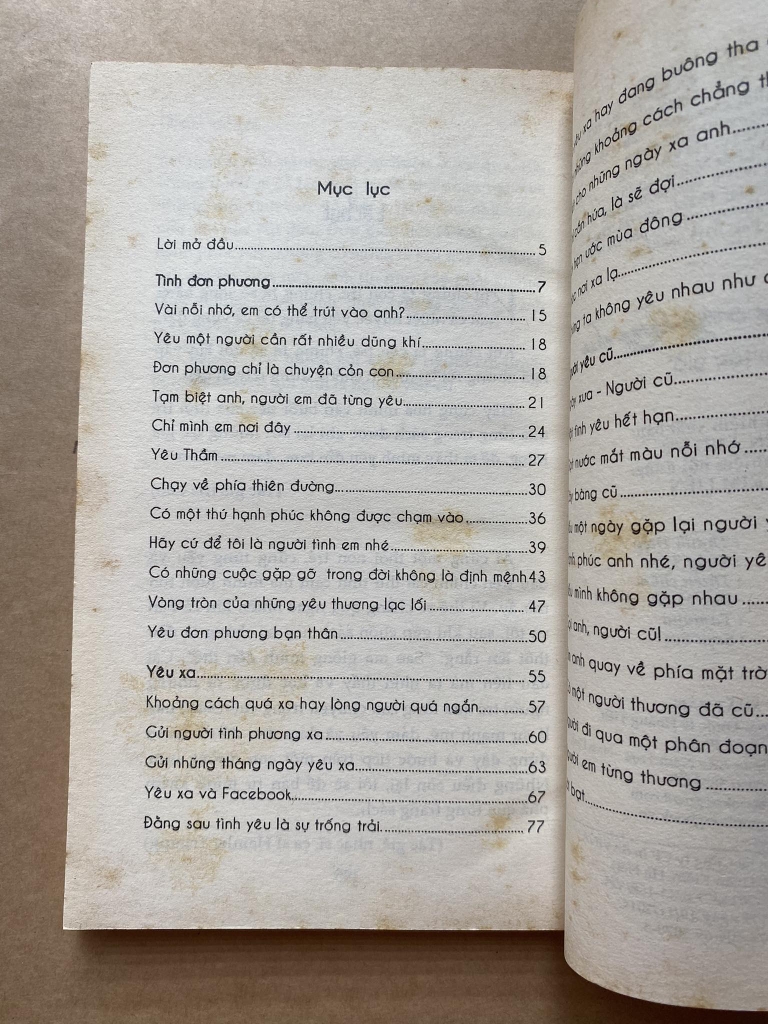 Mục lục
Lời mở đầu........ 5
Tình đơn phương........ 7
Vài nỗi nhớ, em có thể trút vào anh?........ 15
Yêu một người cần rất nhiều dũng khí........ 18
Đơn phương chỉ là chuyện cỏn con........ 18
Tạm biệt anh, người em đã từng yêu........ 21
Chỉ mình em nơi đây........ 24
Yêu Thầm........ 27
Chạy về phía thiên đường........ 30
Có một thứ hạnh phúc không được chạm vào........ 36
Hãy cứ để tôi là người tình em nhé........ 39
Có những cuộc gặp gỡ trong đời không là định mệnh 43
Vòng tròn của những yêu thương lạc lối........ 47
Yêu đơn phương bạn thân........ 50
Yêu xa........ 55
Khoảng cách quá xa hay lòng người quá ngắn........ 57
Gửi người tình phương xa........ 60
Gửi những tháng ngày yêu xa........ 63
Yêu xa và Facebook........ 67
Đằng sau tình yêu là sự trống trải........ 77
xa hay đang buông tha
khoảng cách chẳng
cho những ngày xa anh........
hứa, là sẽ đợi........
ước mùa đông........
nơi xa lạ........
ta không yêu nhau như
yêu cũ........
xưa - Người cũ........
tình yêu hết hạn........
nước mắt màu nỗi nhớ........
bàng cũ........
một ngày gặp lại người
phúc anh nhé, người
mình không gặp nhau........
anh, người cũ!........
anh quay về phía mặt
một người thương đã cũ........
đi qua một phân đoạn
em từng thương........
bạt........